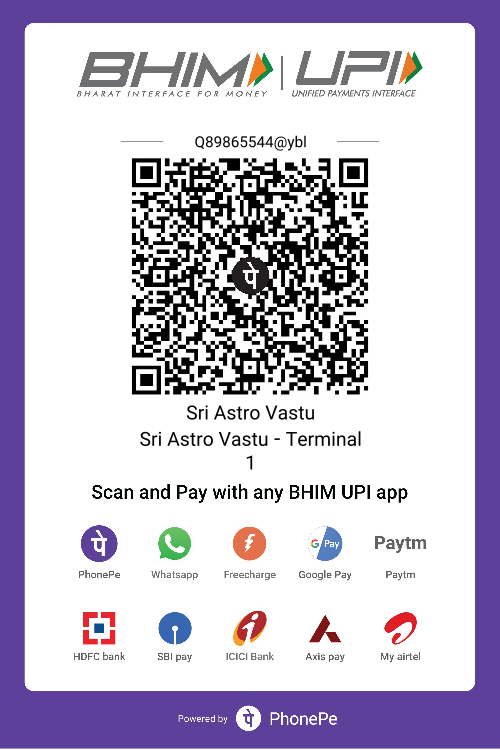 BHIM UPI
BHARAT INTERFACE FOR MONEY UNIFIED PAYMENTS INTERFACE
Q89865544@ybl
पे
Sri Astro Vastu
Sri Astro Vastu - Terminal
1
Scan and Pay with any BHIM UPI app
पे G Pay Paytm
PhonePe Whatsapp Freecharge Google Pay Paytm
HDFC bank SBI pay ICICI Bank Axis pay My airtel
Powered by पे PhonePe